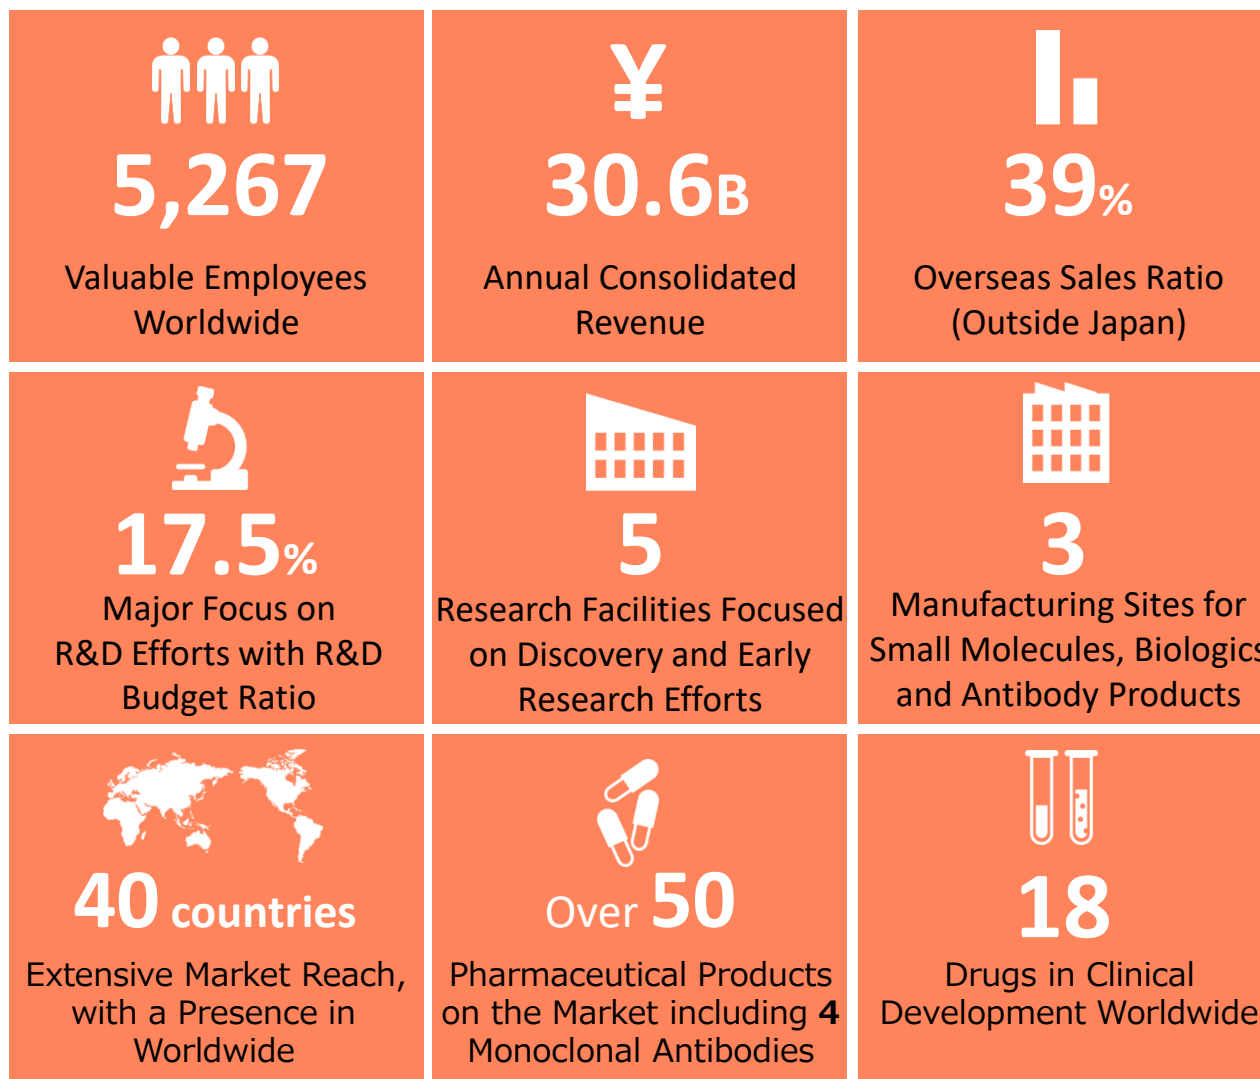 5,267
Valuable Employees
Worldwide
¥
30.6B
Annual Consolidated
Revenue
39%
Overseas Sales Ratio
(Outside Japan)
17.5%
Major Focus on
R&D Efforts with R&D
Budget Ratio
5
Research Facilities Focused
on Discovery and Early
Research Efforts
3
Manufacturing Sites for
Small Molecules, Biologics
and Antibody Products
40 countries
Extensive Market Reach,
with a Presence in
Worldwide
Over 50
Pharmaceutical Products
on the Market including 4
Monoclonal Antibodies
18
Drugs in Clinical
Development Worldwide